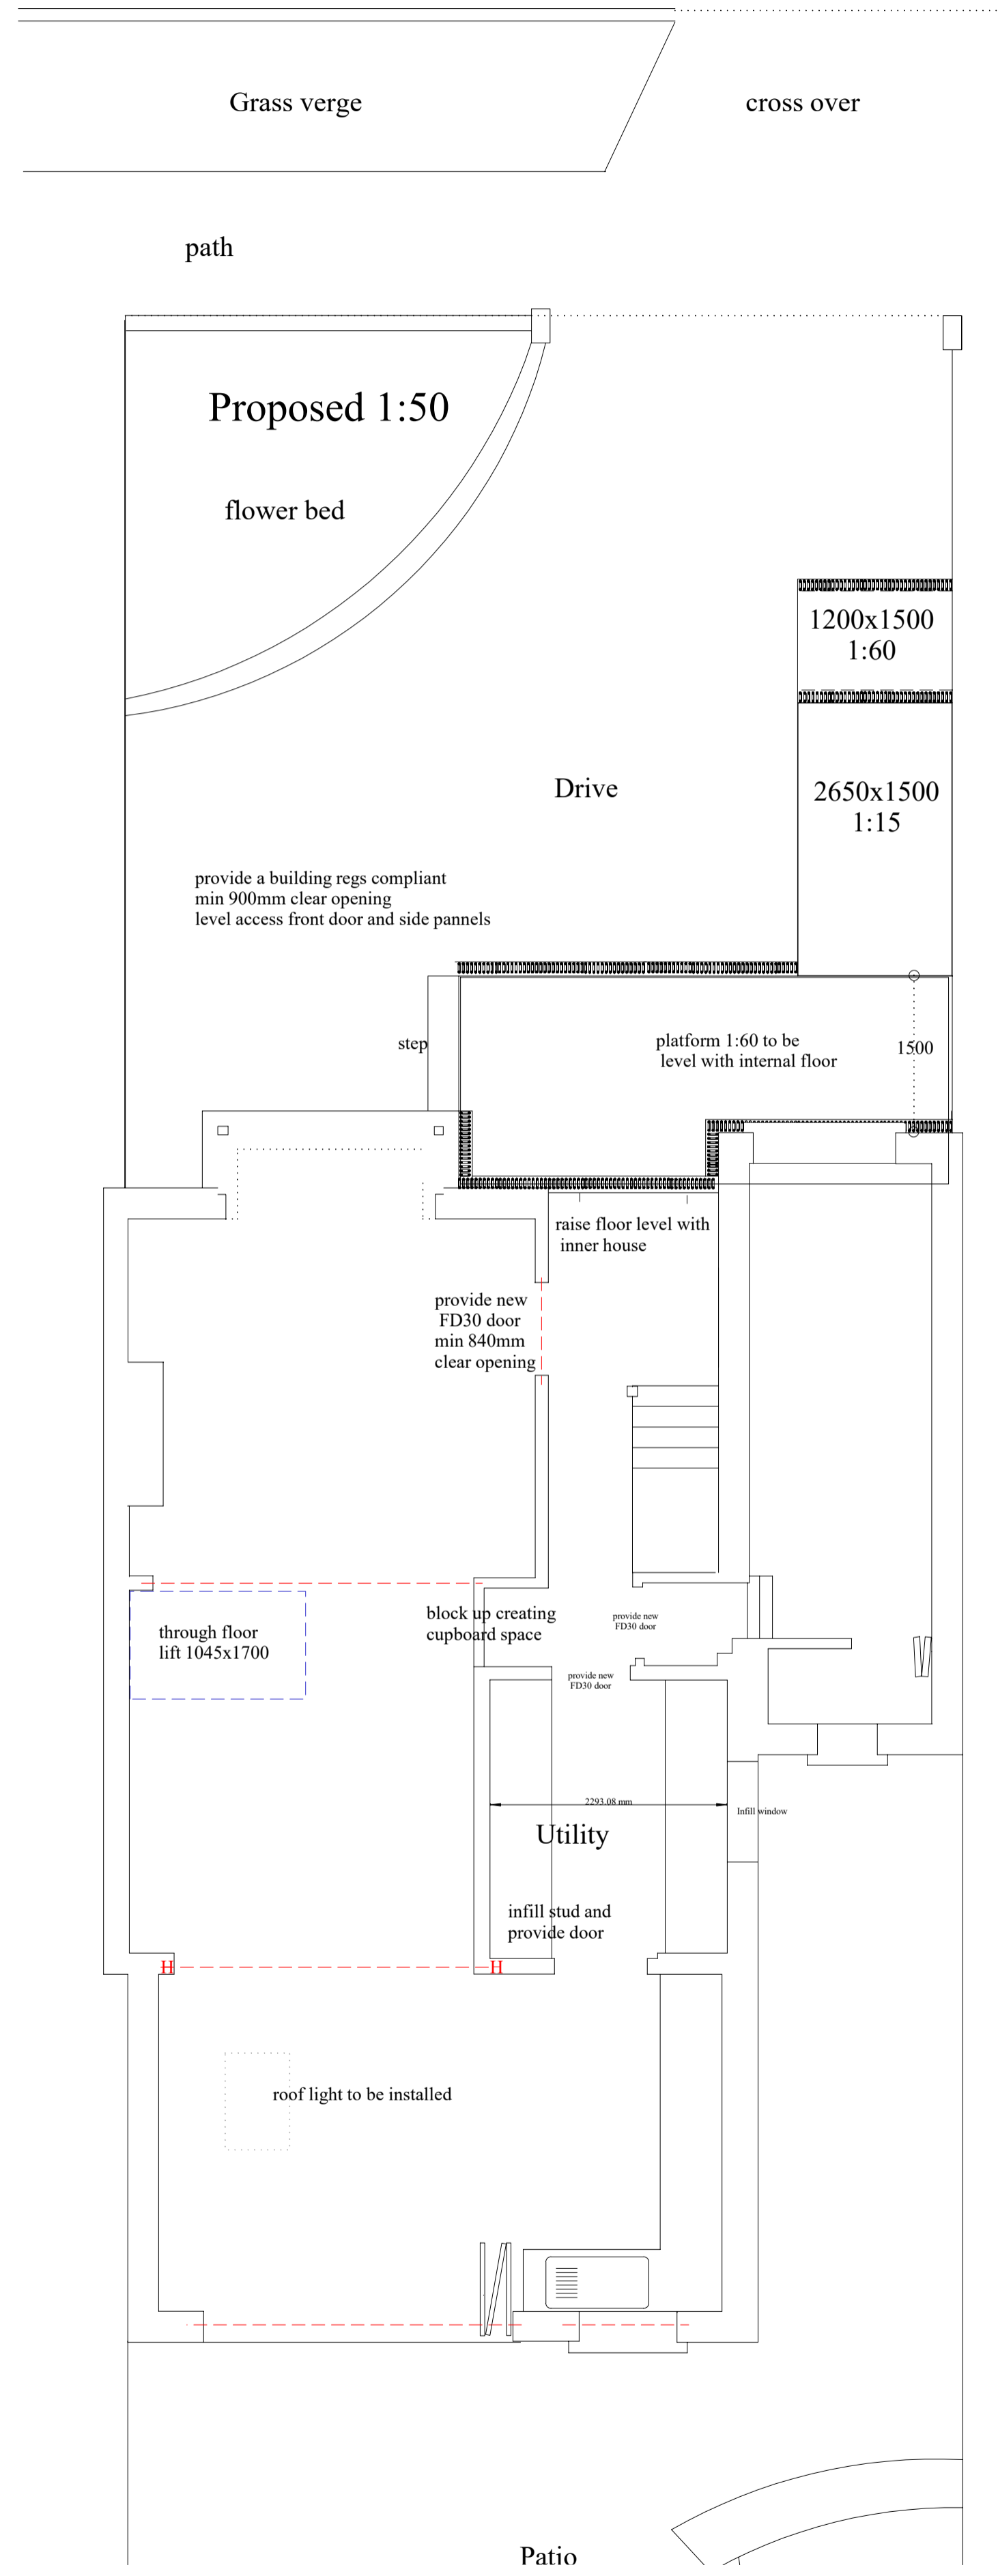 Grass verge
cross over
path
Proposed 1:50
flower bed
1200x1500
1:60
Drive
2650x1500
1:15
provide a building regs compliant
min 900mm clear opening
level access front door and side pannels
step
platform 1:60 to be
level with internal floor
1500
raise floor level with
inner house
provide new
FD30 door
min 840mm
clear opening
block up creating
cupboard space
provide new
FD30 door
through floor
lift 1045x1700
provide new
FD30 door
2293.08 mm
Infill window
Utility
infill stud and
provide door
H
H
roof light to be installed
Patio